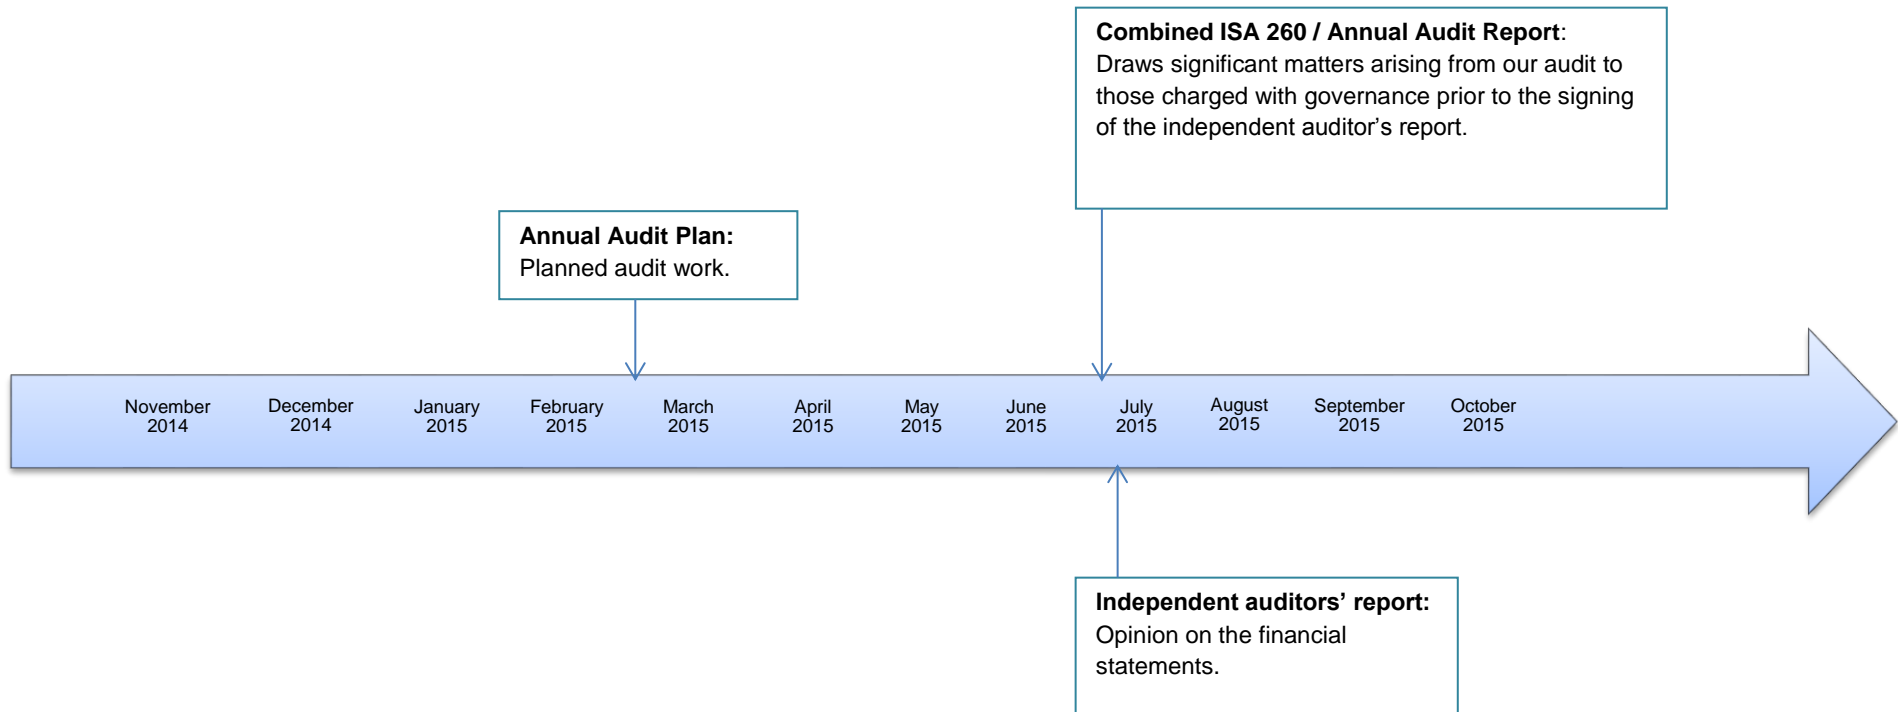 Combined ISA 260 / Annual Audit Report:
Draws significant matters arising from our audit to
those charged with governance prior to the signing
of the independent auditor’s report.
Annual Audit Plan:
Planned audit work.
November
2014
December
2014
January
2015
February
2015
March
2015
April
2015
May
2015
June
2015
July
2015
August
2015
September
2015
October
2015
Independent auditors’ report:
Opinion on the financial
statements.